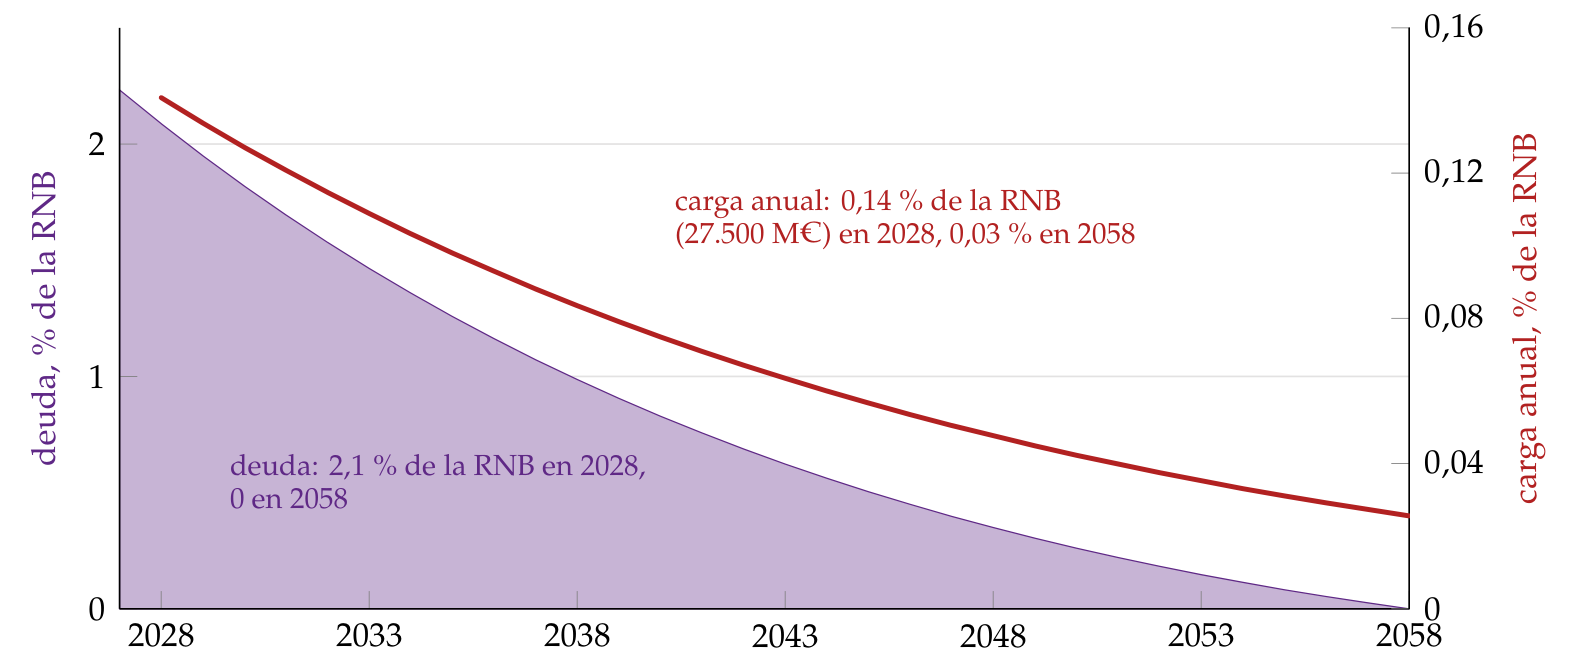 0,16
2
0,12
carga anual: 0,14 % de la RNB
(27.500 M€) en 2028, 0,03 % en 2058
deuda, % de la RNB
carga anual, % de la RNB
0,08
1
deuda: 2,1 % de la RNB en 2028,
0 en 2058
0,04
0
0
2028 2033 2038 2043 2048 2053 2058